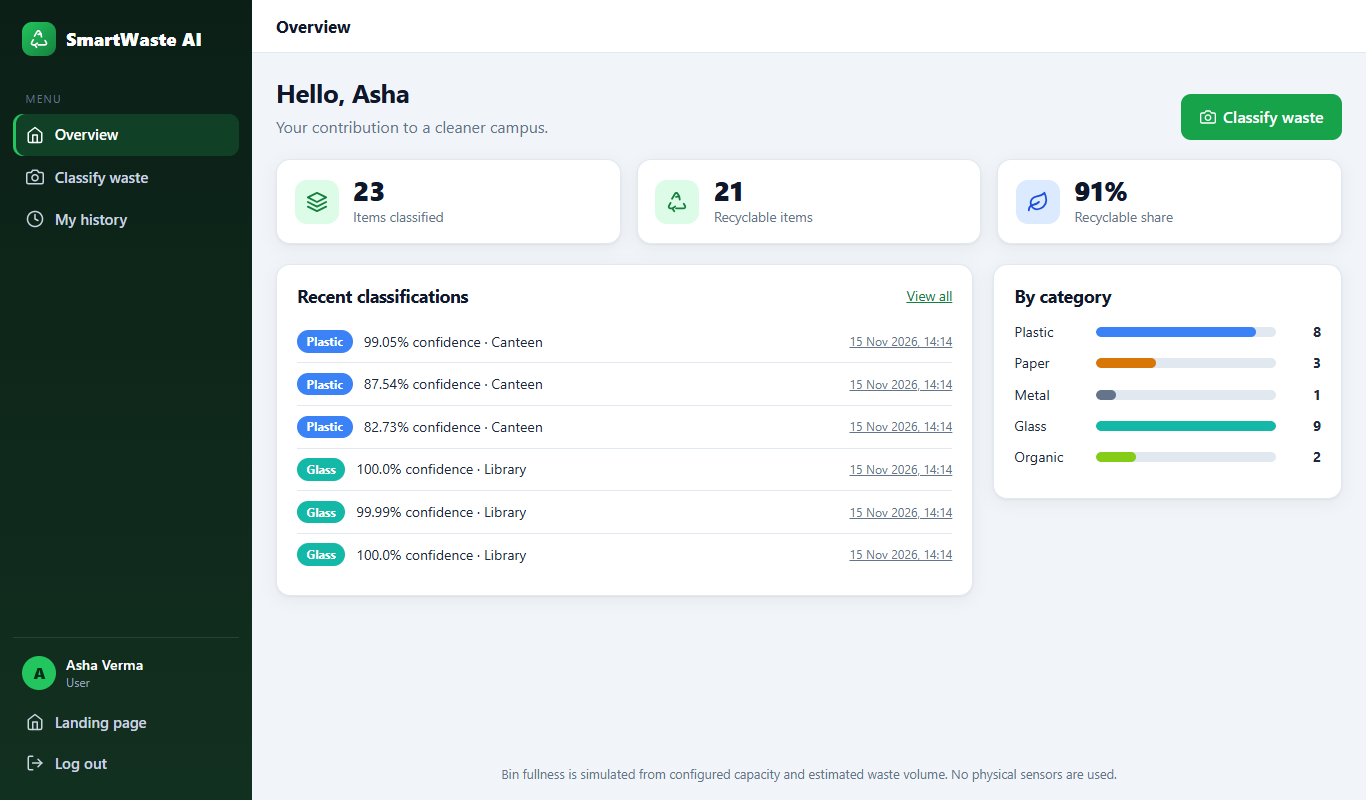 SmartWaste AI
MENU
Overview
Classify waste
My history
Asha Verma
User
Landing page
Log out
Overview
Hello, Asha
Your contribution to a cleaner campus.
Classify waste
23
Items classified
21
Recyclable items
91%
Recyclable share
Recent classifications
View all
Plastic 99.05% confidence · Canteen 15 Nov 2026, 14:14
Plastic 87.54% confidence · Canteen 15 Nov 2026, 14:14
Plastic 82.73% confidence · Canteen 15 Nov 2026, 14:14
Glass 100.0% confidence · Library 15 Nov 2026, 14:14
Glass 99.99% confidence · Library 15 Nov 2026, 14:14
Glass 100.0% confidence · Library 15 Nov 2026, 14:14
By category
Plastic 8
Paper 3
Metal 1
Glass 9
Organic 2
A
Bin fullness is simulated from configured capacity and estimated waste volume. No physical sensors are used.